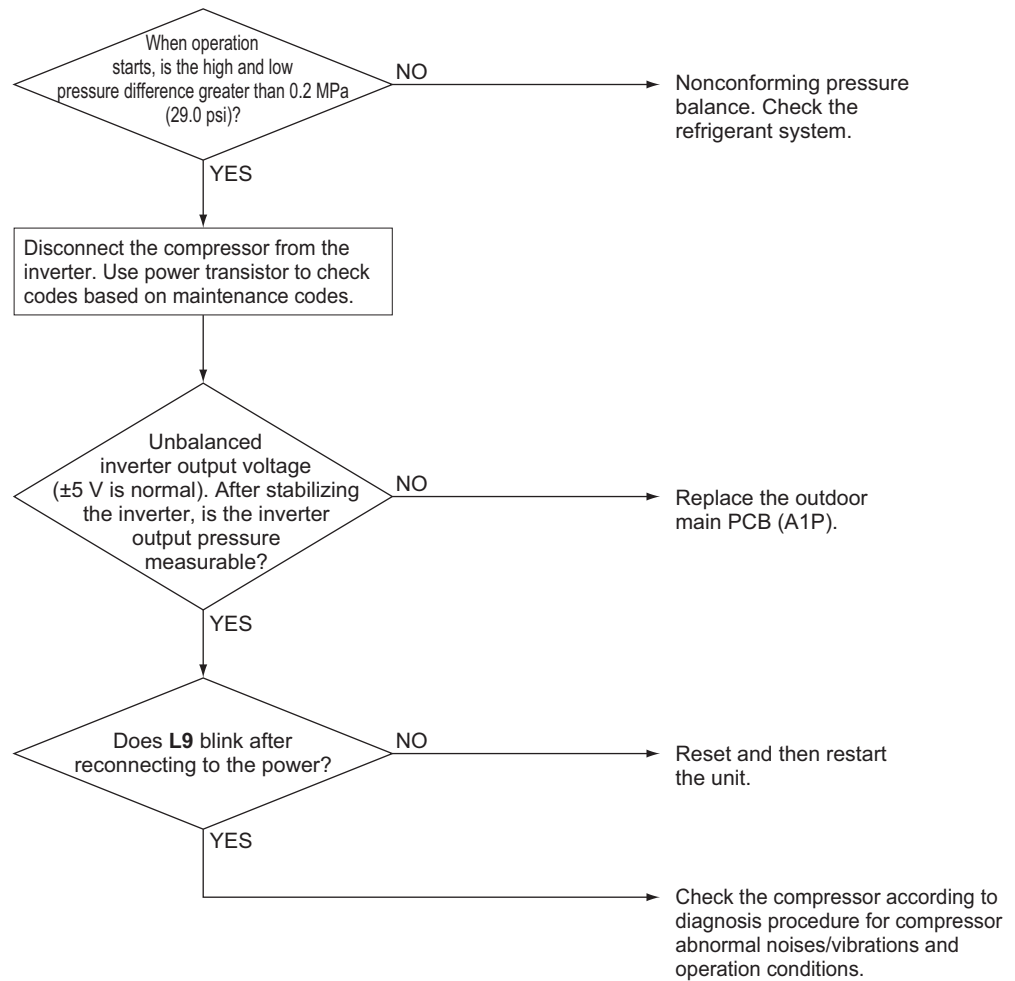 When operation
starts, is the high and low
pressure difference greater than 0.2 MPa
(29.0 psi)?
NO
Nonconforming pressure
balance. Check the
refrigerant system.
YES
Disconnect the compressor from the
inverter. Use power transistor to check
codes based on maintenance codes.
Unbalanced
inverter output voltage
(±5 V is normal). After stabilizing
the inverter, is the inverter
output pressure
measurable?
NO
Replace the outdoor
main PCB (A1P).
YES
Does L9 blink after
reconnecting to the power?
NO
Reset and then restart
the unit.
YES
Check the compressor according to
diagnosis procedure for compressor
abnormal noises/vibrations and
operation conditions.